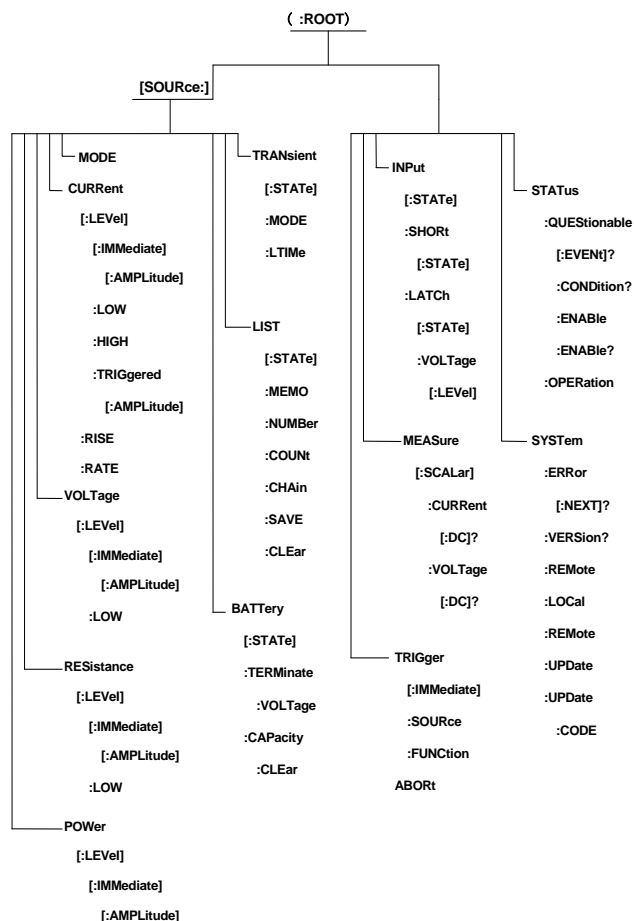 ( :ROOT)
[SOURce:]
MODE
CURRent
[:LEVel]
[:IMMediate]
[:AMPLitude]
:LOW
:HIGH
:TRIGgered
[:AMPLitude]
:RISE
:RATE
VOLTage
[:LEVel]
[:IMMediate]
[:AMPLitude]
:LOW
RESistance
[:LEVel]
[:IMMediate]
[:AMPLitude]
:LOW
POWer
[:LEVel]
[:IMMediate]
[:AMPLitude]
TRANsient
[:STATe]
:MODE
:LTIMe
LIST
[:STATe]
:MEMO
:NUMBer
:COUNt
:CHAin
:SAVE
:CLEar
BATTery
[:STATe]
:TERMinate
:VOLTage
:CAPacity
:CLEar
INPut
[:STATe]
:SHORt
[:STATe]
:LATCh
[:STATe]
:VOLTage
[:LEVel]
MEASure
[:SCALar]
:CURRent
[:DC]?
:VOLTage
[:DC]?
TRIGger
[:IMMediate]
:SOURce
:FUNCtion
ABORt
STATus
:QUEStionable
[:EVENt]?
:CONDition?
:ENABle
:ENABle?
:OPERation
SYSTem
:ERRor
[:NEXT]?
:VERSion?
:REMote
:LOCal
:REMote
:UPDate
:UPDate
:CODE